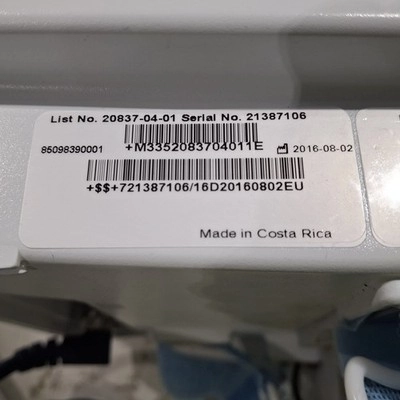 List No. 20837-04-01 Serial No. 21387106
85098390001 +M3352083704011E 2016-08-02
+$$+721387106/16D20160802EU
Made in Costa Rica